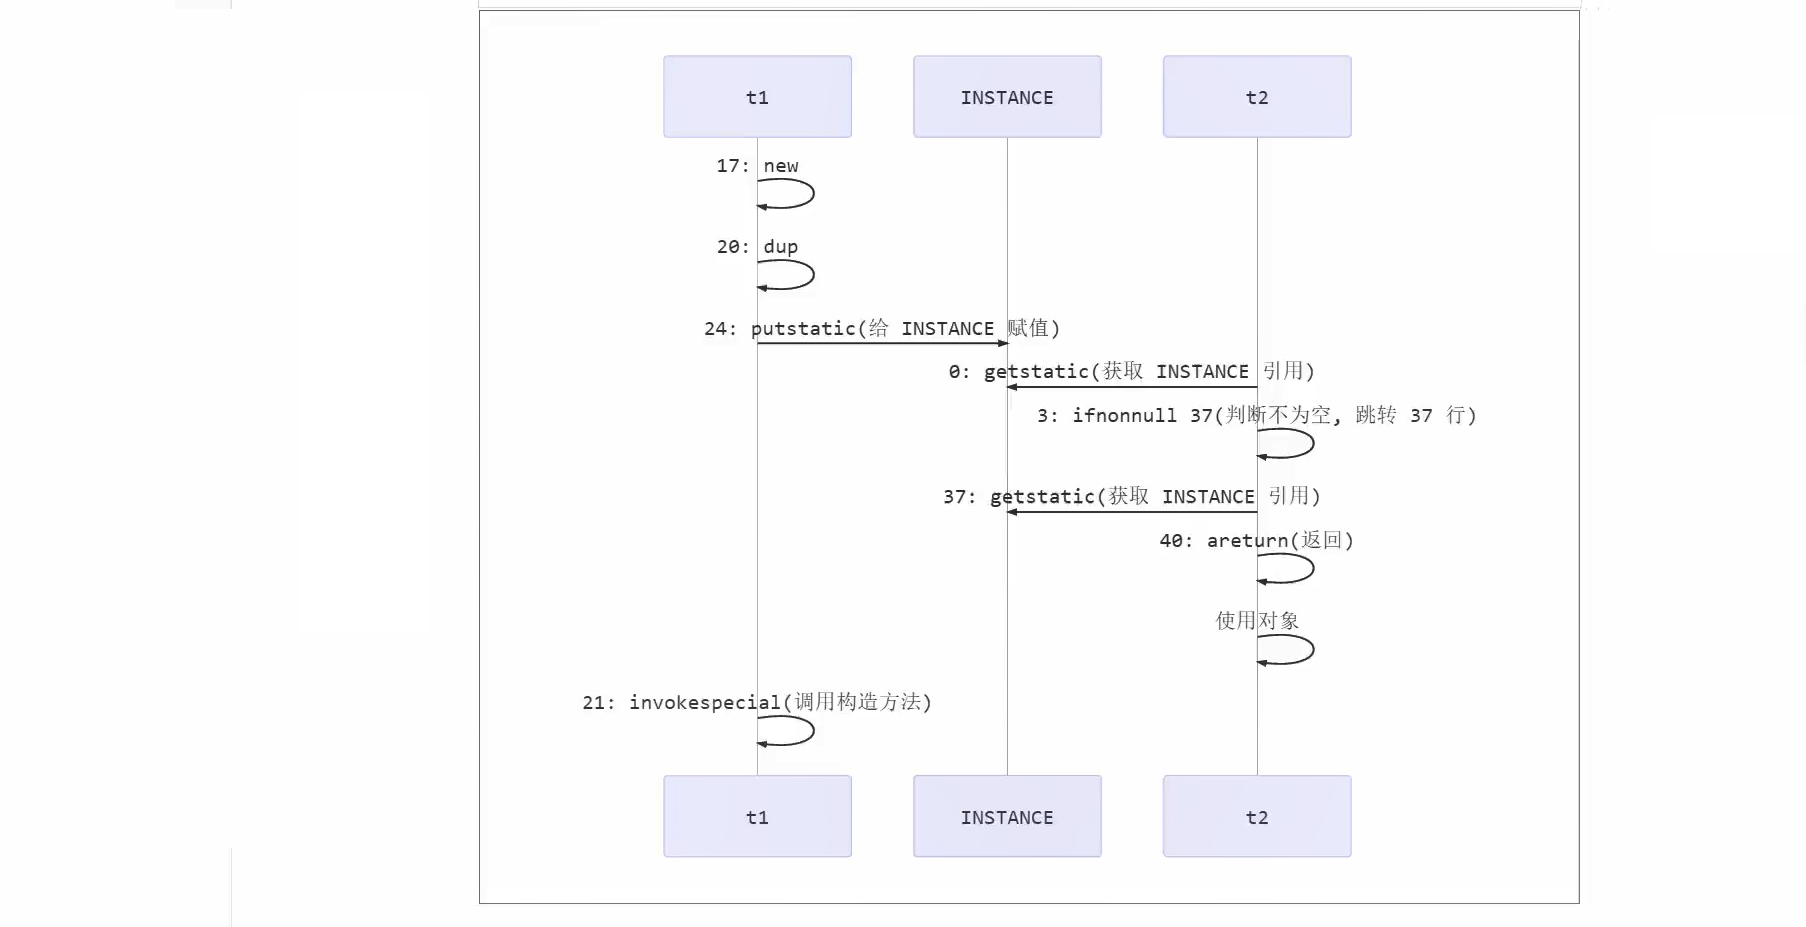 t1
INSTANCE
t2
17: new
20: dup
24: putstatic(给 INSTANCE 赋值)
0: getstatic(获取 INSTANCE 引用)
3: ifnonnull 37(判断不为空, 跳转 37 行)
37: getstatic(获取 INSTANCE 引用)
40: areturn(返回)
使用对象
21: invokespecial(调用构造方法)
t1
INSTANCE
t2